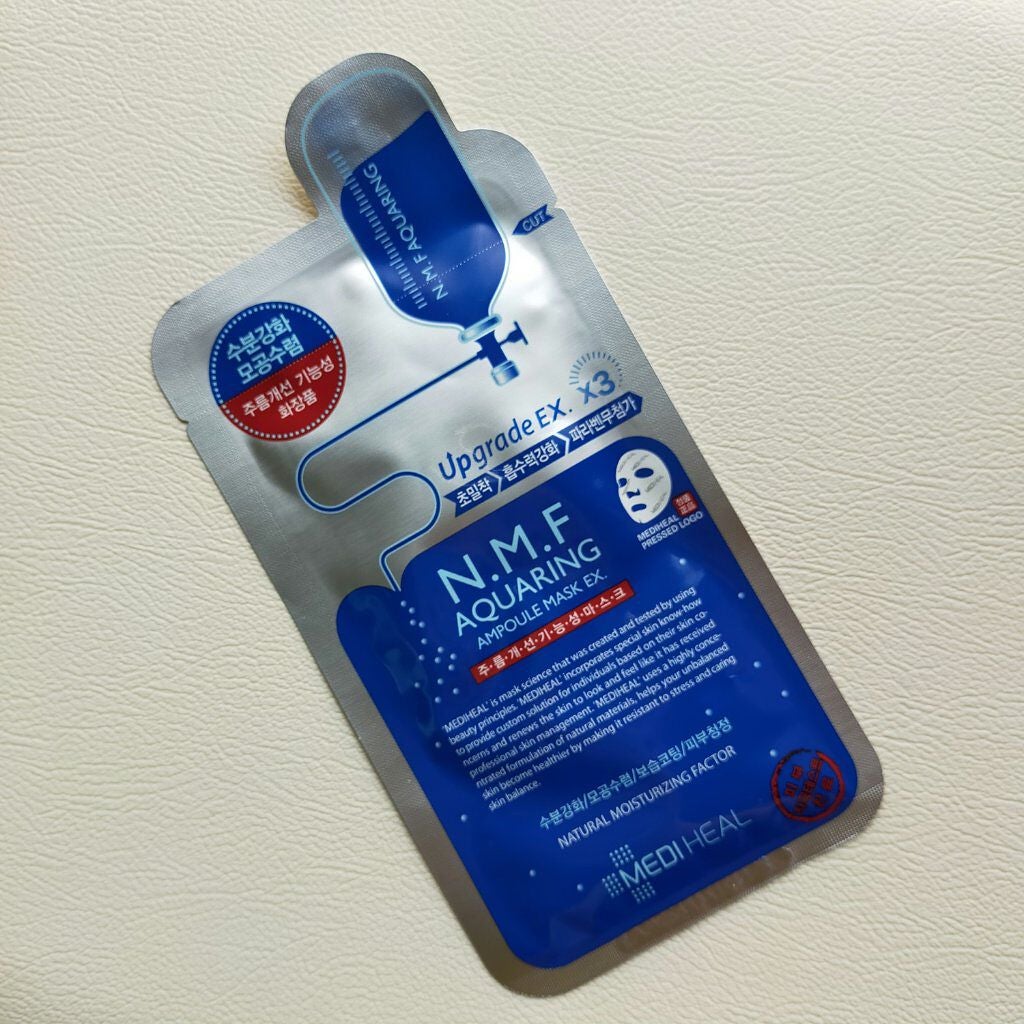 N.M.F AQUARING
CUT
수분강화
모공수렴
주름개선 기능성
화장품
Upgrade EX. X3
초밀착 흡수력강화 파라벤무첨가
MEDIHEAL
MEDIHEAL
PRESSED LOGO
N.M.F
AQUARING
AMPOULE MASK EX.
주·름·개·선·기·능·성·마·스·크
'MEDIHEAL' is mask science that was created and tested by using
beauty principles. 'MEDIHEAL' incorporates special skin know-how
to provide custom solution for individuals based on their skin co-
ncerns and renews the skin to look and feel like it has received
professional skin management. 'MEDIHEAL' uses a highly conce-
ntrated formulation of natural materials, helps your unbalanced
skin become healthier by making it resistant to stress and caring
skin balance.
수분강화/모공수렴/보습코팅/피부청정
NATURAL MOISTURIZING FACTOR
MEDIHEAL